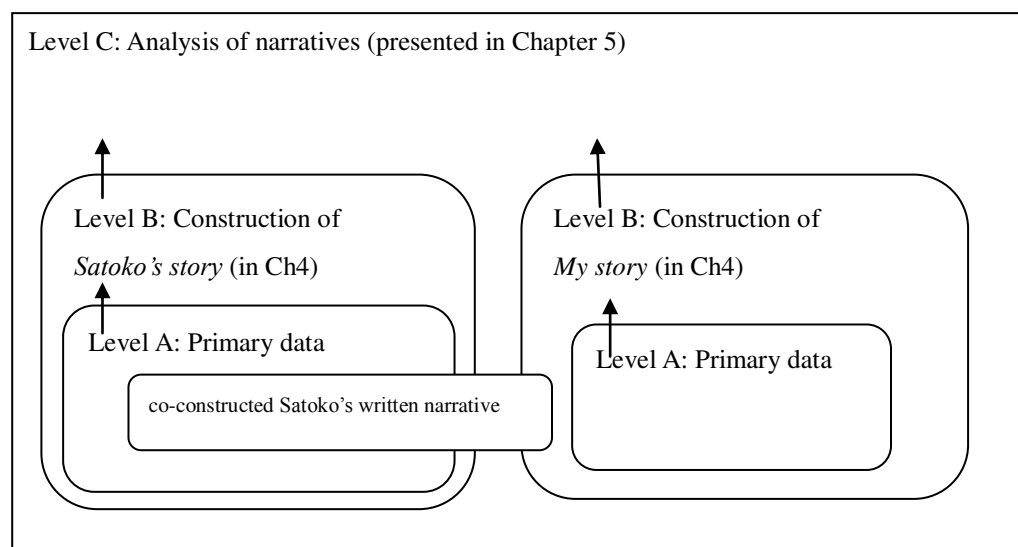 Level C: Analysis of narratives (presented in Chapter 5)
Level B: Construction of
Satoko’s story (in Ch4)
Level A: Primary data
co-constructed Satoko’s written narrative
Level B: Construction of
My story (in Ch4)
Level A: Primary data